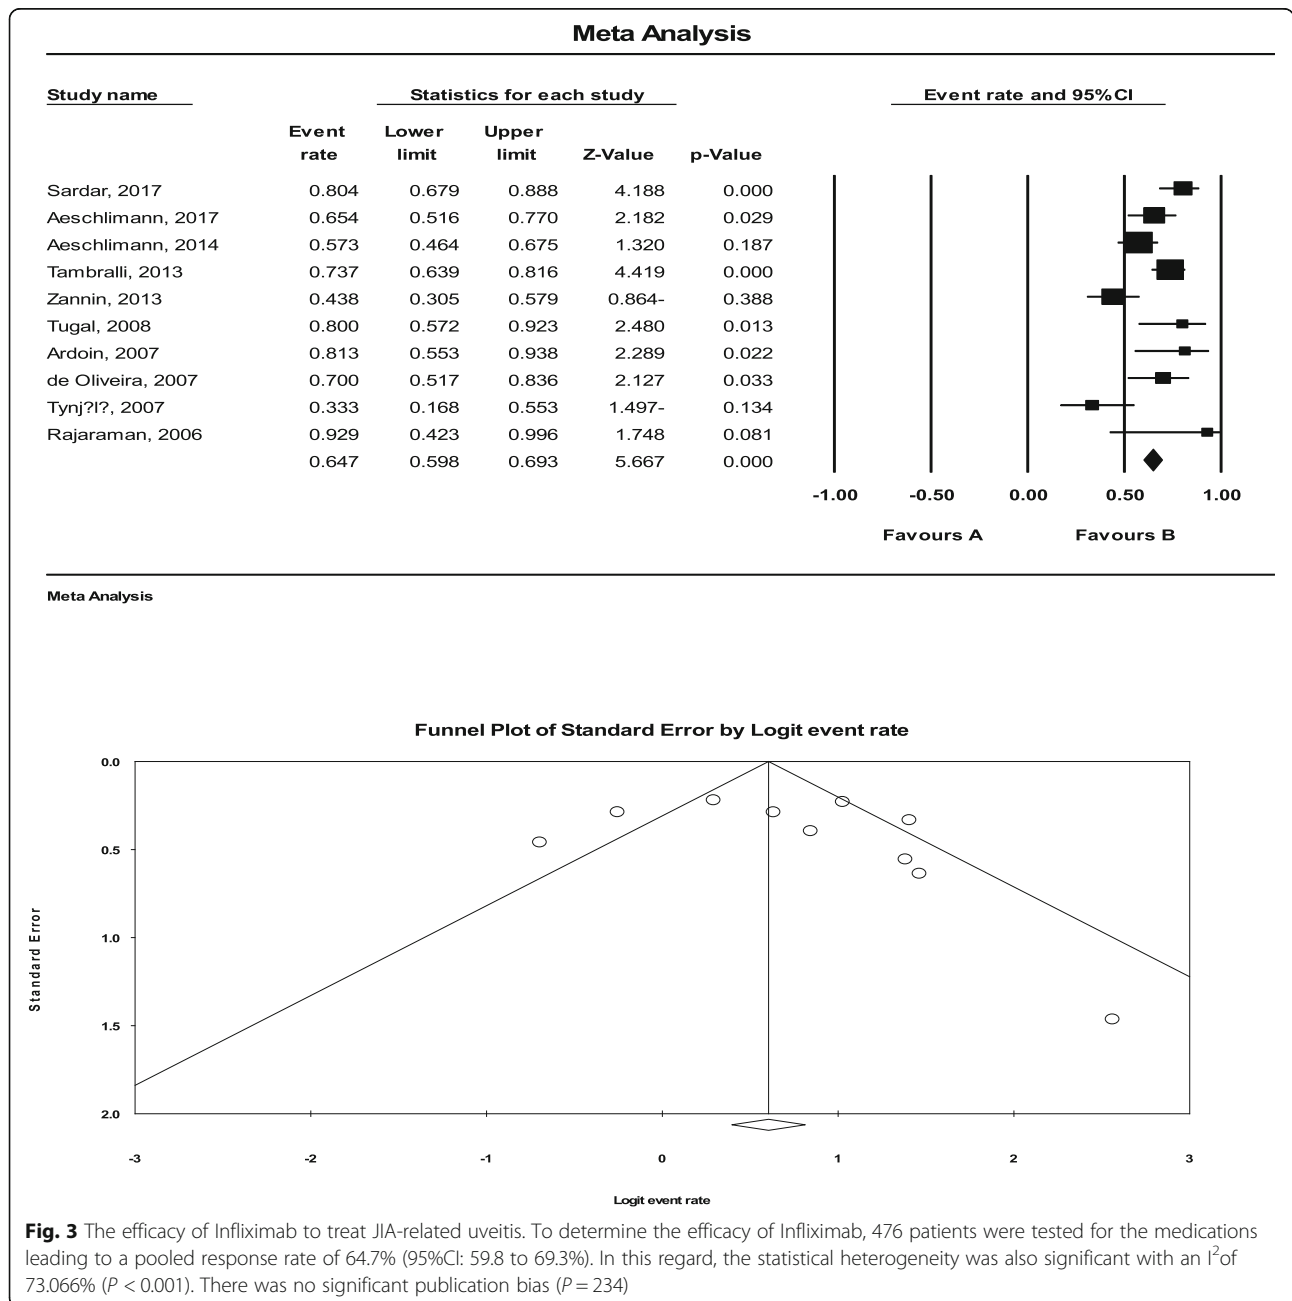 Meta Analysis
Study name Statistics for each study Event rate and 95%CI
Event Lower Upper
rate limit limit Z-Value p-Value
Sardar, 2017 0.804 0.679 0.888 4.188 0.000
Aeschlimann, 2017 0.654 0.516 0.770 2.182 0.029
Aeschlimann, 2014 0.573 0.464 0.675 1.320 0.187
Tambralli, 2013 0.737 0.639 0.816 4.419 0.000
Zannin, 2013 0.438 0.305 0.579 0.864- 0.388
Tugal, 2008 0.800 0.572 0.923 2.480 0.013
Ardoin, 2007 0.813 0.553 0.938 2.289 0.022
de Oliveira, 2007 0.700 0.517 0.836 2.127 0.033
Tynj?l?, 2007 0.333 0.168 0.553 1.497- 0.134
Rajaraman, 2006 0.929 0.423 0.996 1.748 0.081
0.647 0.598 0.693 5.667 0.000
-1.00 -0.50 0.00 0.50 1.00
Favours A Favours B
Meta Analysis
Funnel Plot of Standard Error by Logit event rate
0.0
0.5
1.0
1.5
2.0
Standard Error
-3 -2 -1 0 1 2 3
Logit event rate
Fig. 3 The efficacy of Infliximab to treat JIA-related uveitis. To determine the efficacy of Infliximab, 476 patients were tested for the medications
leading to a pooled response rate of 64.7% (95%CI: 59.8 to 69.3%). In this regard, the statistical heterogeneity was also significant with an I²of
73.066% (P < 0.001). There was no significant publication bias (P = 234)